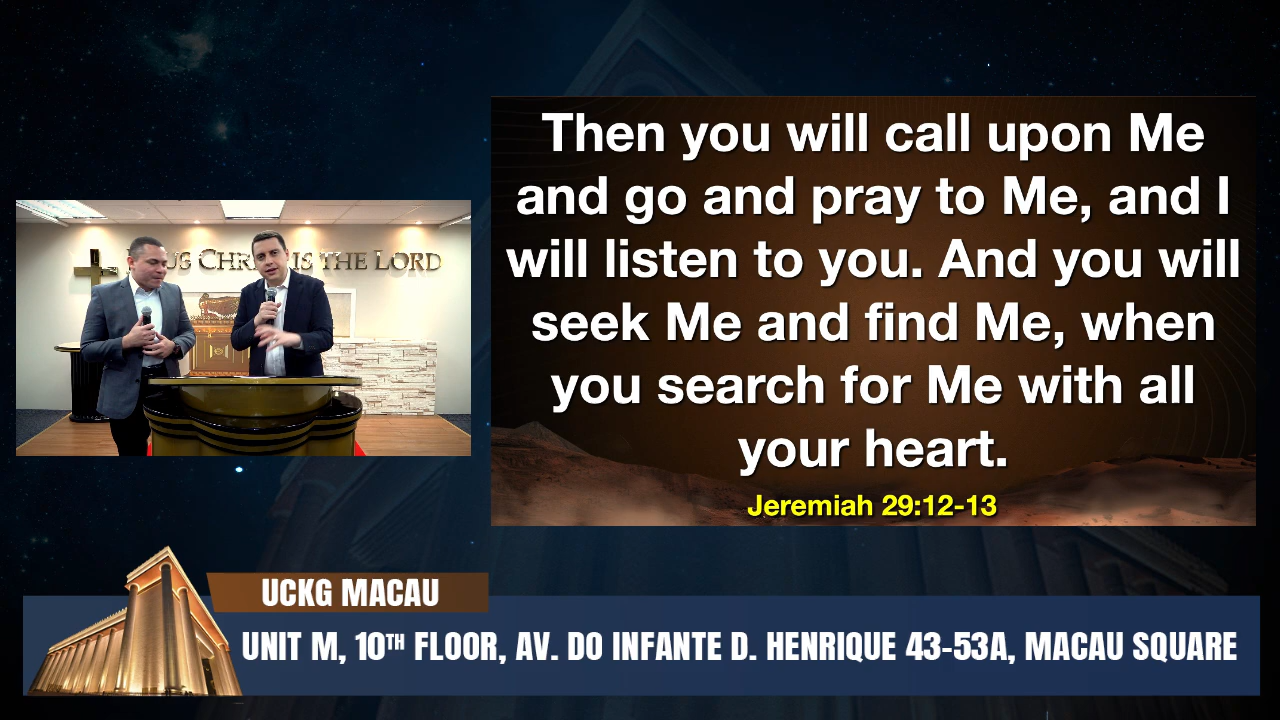 Then you will call upon Me
and go and pray to Me, and I
will listen to you. And you will
seek Me and find Me, when
you search for Me with all
your heart.
Jeremiah 29:12-13
US CHR IS THE LORD
UCKG MACAU
UNIT M, 10TH FLOOR, AV. DO INFANTE D. HENRIQUE 43-53A, MACAU SQUARE